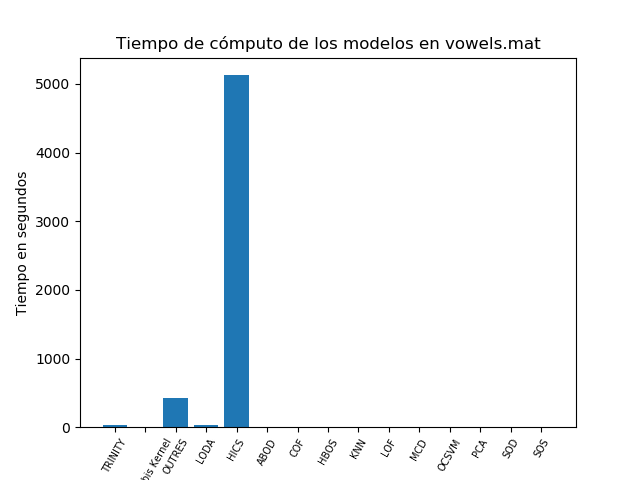 Tiempo de cómputo de los modelos en vowels.mat
Tiempo en segundos
5000
4000
3000
2000
1000
0
TRINITY
Kernel
OUTRES
LODA
HICS
ABOD
COF
HBOS
KNN
LOF
MCD
OCSVM
PCA
SOD
SOS